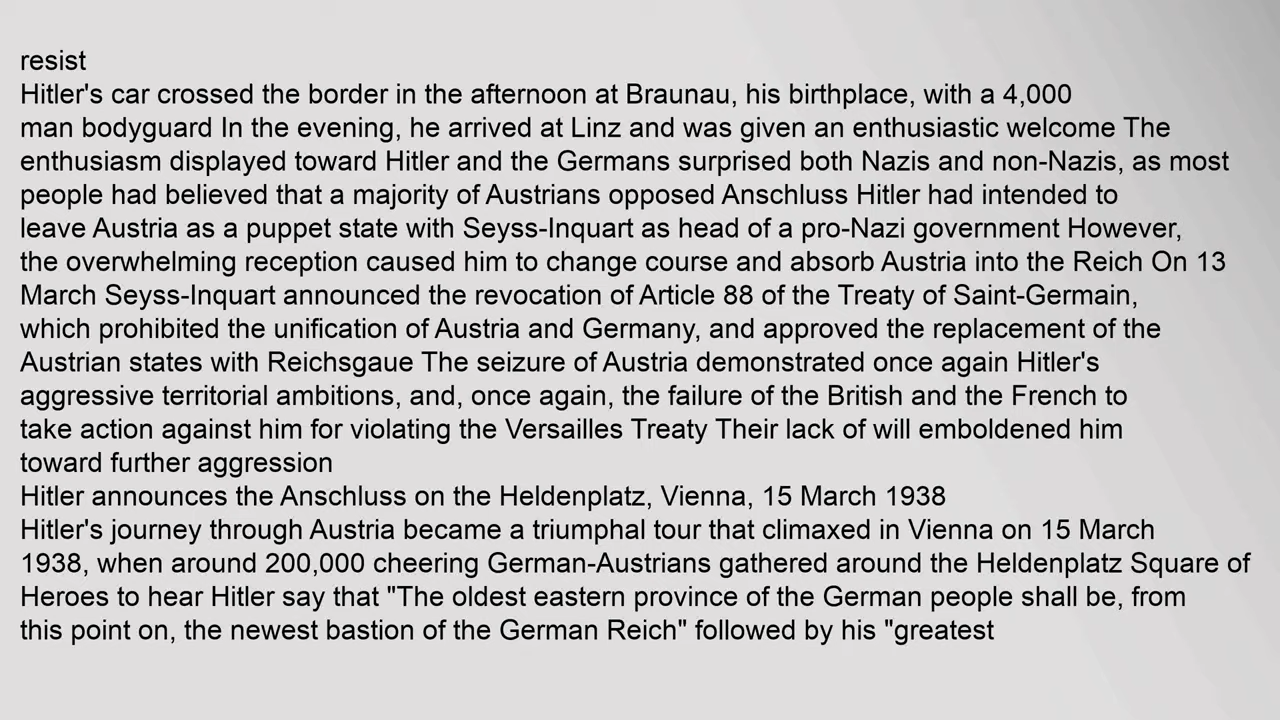 resist
Hitler's car crossed the border in the afternoon at Braunau, his birthplace, with a 4,000
man bodyguard In the evening, he arrived at Linz and was given an enthusiastic welcome The
enthusiasm displayed toward Hitler and the Germans surprised both Nazis and non-Nazis, as most
people had believed that a majority of Austrians opposed Anschluss Hitler had intended to
leave Austria as a puppet state with Seyss-Inquart as head of a pro-Nazi government However,
the overwhelming reception caused him to change course and absorb Austria into the Reich On 13
March Seyss-Inquart announced the revocation of Article 88 of the Treaty of Saint-Germain,
which prohibited the unification of Austria and Germany, and approved the replacement of the
Austrian states with Reichsgaue The seizure of Austria demonstrated once again Hitler's
aggressive territorial ambitions, and, once again, the failure of the British and the French to
take action against him for violating the Versailles Treaty Their lack of will emboldened him
toward further aggression
Hitler announces the Anschluss on the Heldenplatz, Vienna, 15 March 1938
Hitler's journey through Austria became a triumphal tour that climaxed in Vienna on 15 March
1938, when around 200,000 cheering German-Austrians gathered around the Heldenplatz Square of
Heroes to hear Hitler say that "The oldest eastern province of the German people shall be, from
this point on, the newest bastion of the German Reich" followed by his "greatest